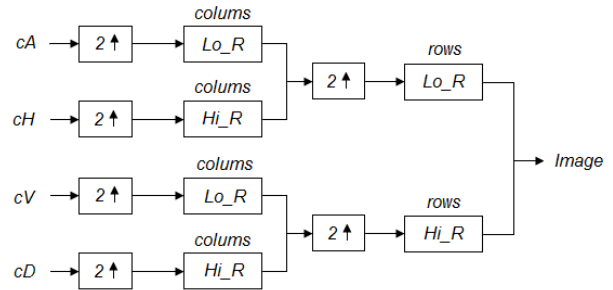 colums
cA 2↑ Lo_R
rows
2↑ Lo_R
colums
cH 2↑ Hi_R
Image
colums
cV 2↑ Lo_R
rows
2↑ Hi_R
colums
cD 2↑ Hi_R